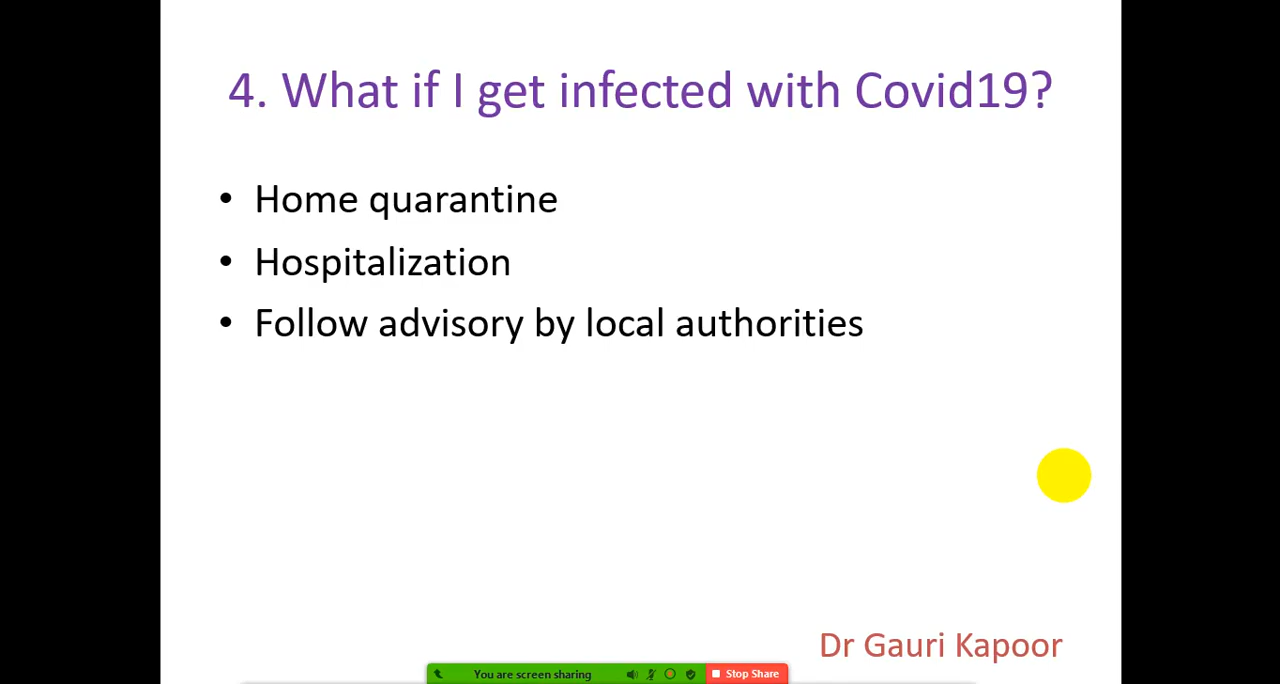 4. What if I get infected with Covid19?
• Home quarantine
• Hospitalization
• Follow advisory by local authorities
Dr Gauri Kapoor
You are screen sharing Stop Share